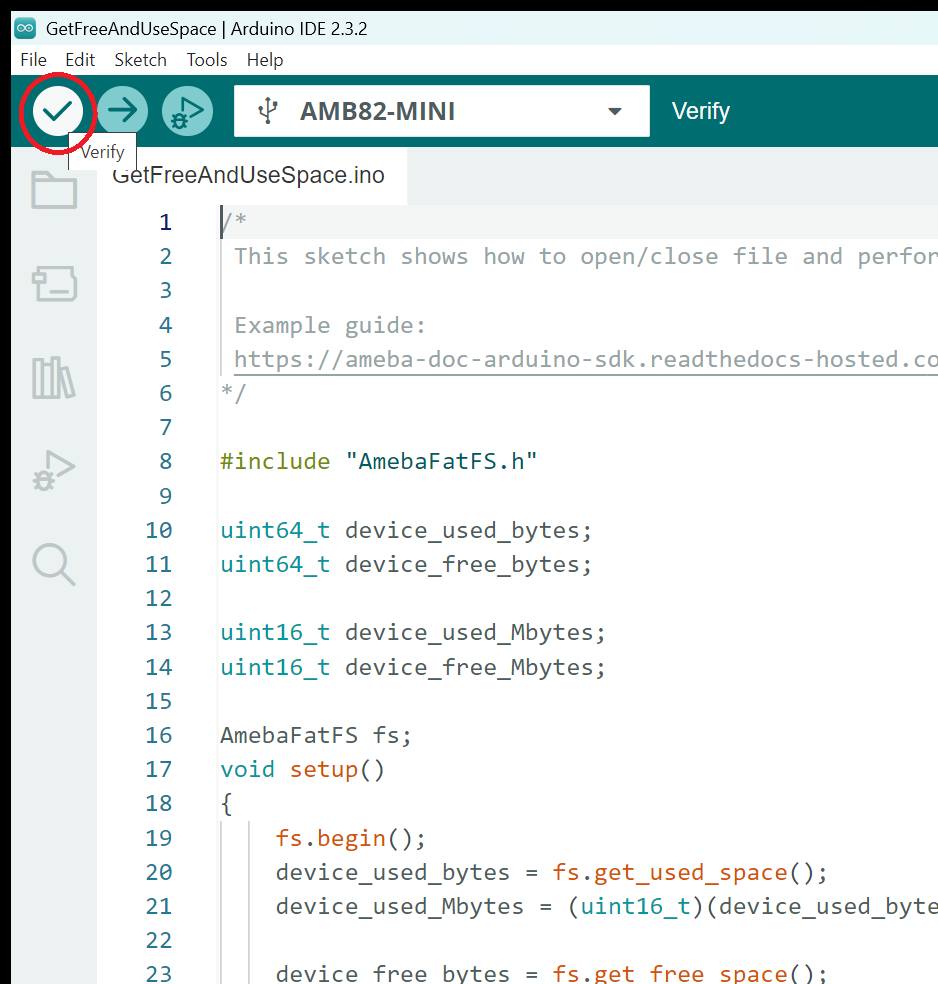 GetFreeAndUseSpace | Arduino IDE 2.3.2
File Edit Sketch Tools Help
AMB82-MINI Verify
Verify
GetFreeAndUseSpace.ino
1 /*
2 This sketch shows how to open/close file and perfor
3
4 Example guide:
5 https://ameba-doc-arduino-sdk.readthedocs-hosted.co
6 */
7
8 #include "AmebaFatFS.h"
9
10 uint64_t device_used_bytes;
11 uint64_t device_free_bytes;
12
13 uint16_t device_used_Mbytes;
14 uint16_t device_free_Mbytes;
15
16 AmebaFatFS fs;
17 void setup()
18 {
19 fs.begin();
20 device_used_bytes = fs.get_used_space();
21 device_used_Mbytes = (uint16_t)(device_used_byte
22
23 device_free_bytes = fs.get_free_space();